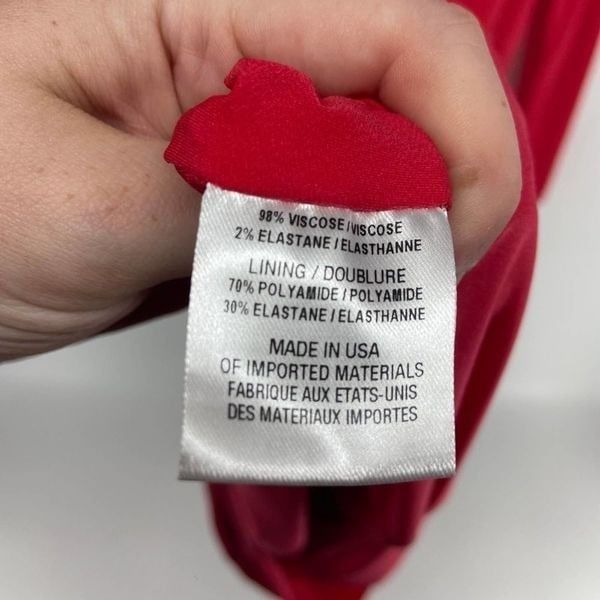 98% VISCOSE/VISCOSE
2% ELASTANE/ELASTHANNE
LINING / DOUBLURE
70% POLYAMIDE/POLYAMIDE
30% ELASTANE/ELASTHANNE
MADE IN USA
OF IMPORTED MATERIALS
FABRIQUE AUX ETATS-UNIS
DES MATERIAUX IMPORTES